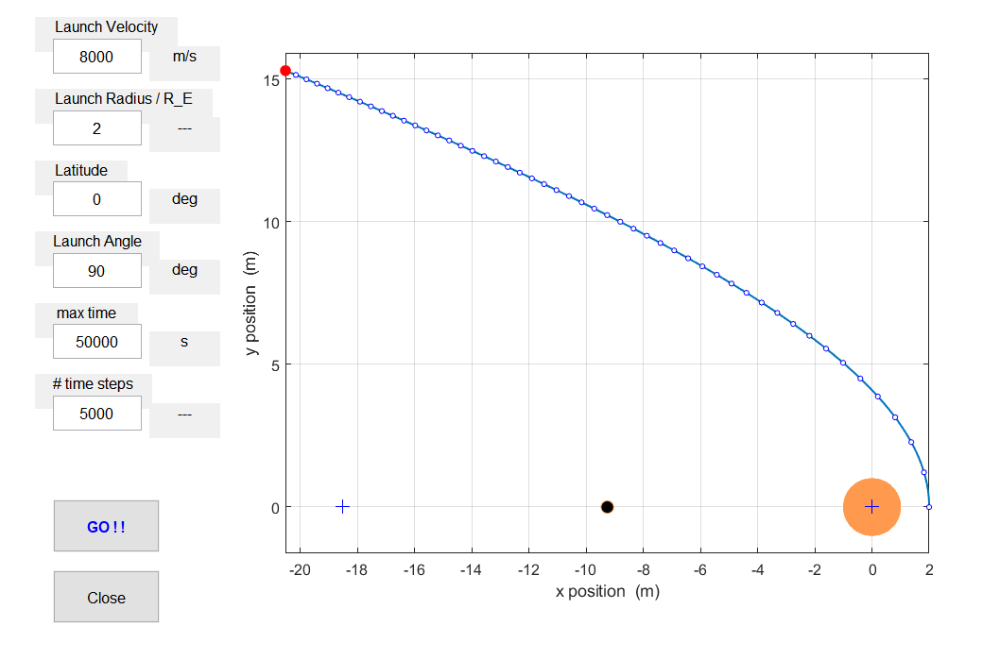 Launch Velocity
8000
m/s
Launch Radius / R_E
2
---
Latitude
0
deg
Launch Angle
90
deg
max time
50000
s
# time steps
5000
---
GO ! !
Close
15
10
5
0
y position (m)
-20
-18
-16
-14
-12
-10
-8
-6
-4
-2
0
2
x position (m)